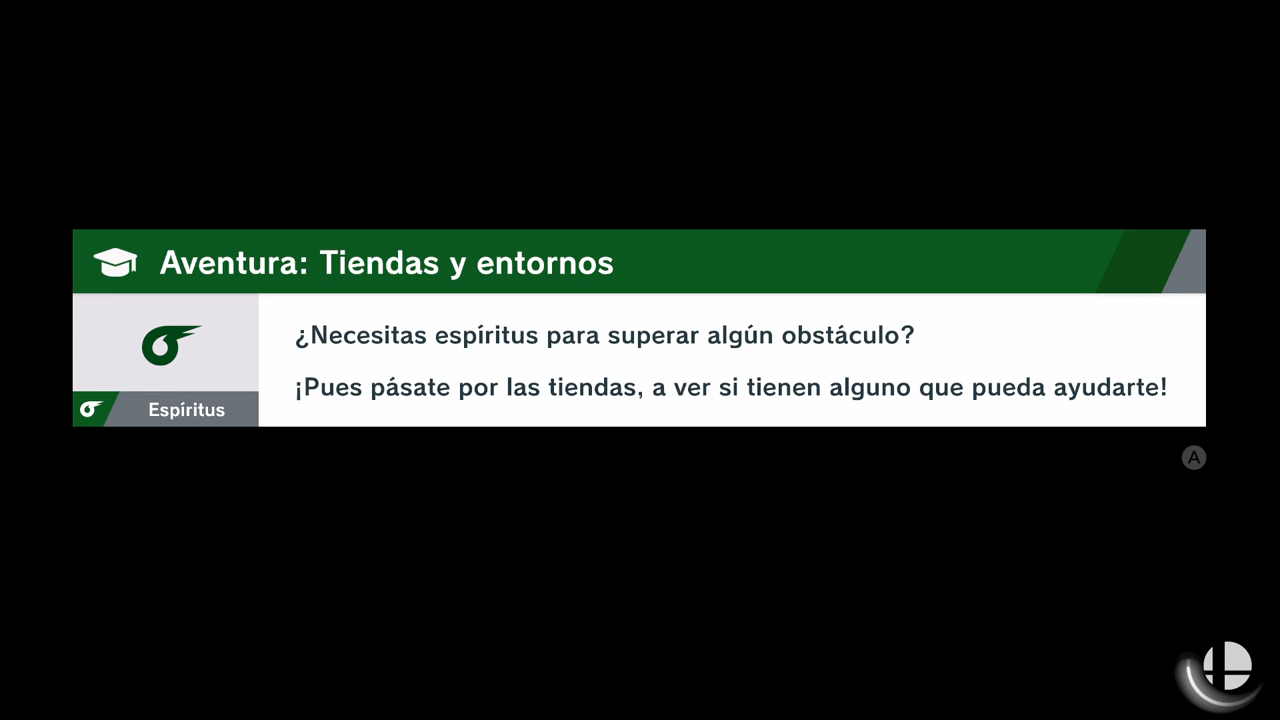 Aventura: Tiendas y entornos
¿Necesitas espíritus para superar algún obstáculo?
¡Pues pásate por las tiendas, a ver si tienen alguno que pueda ayudarte!
Espíritus
A